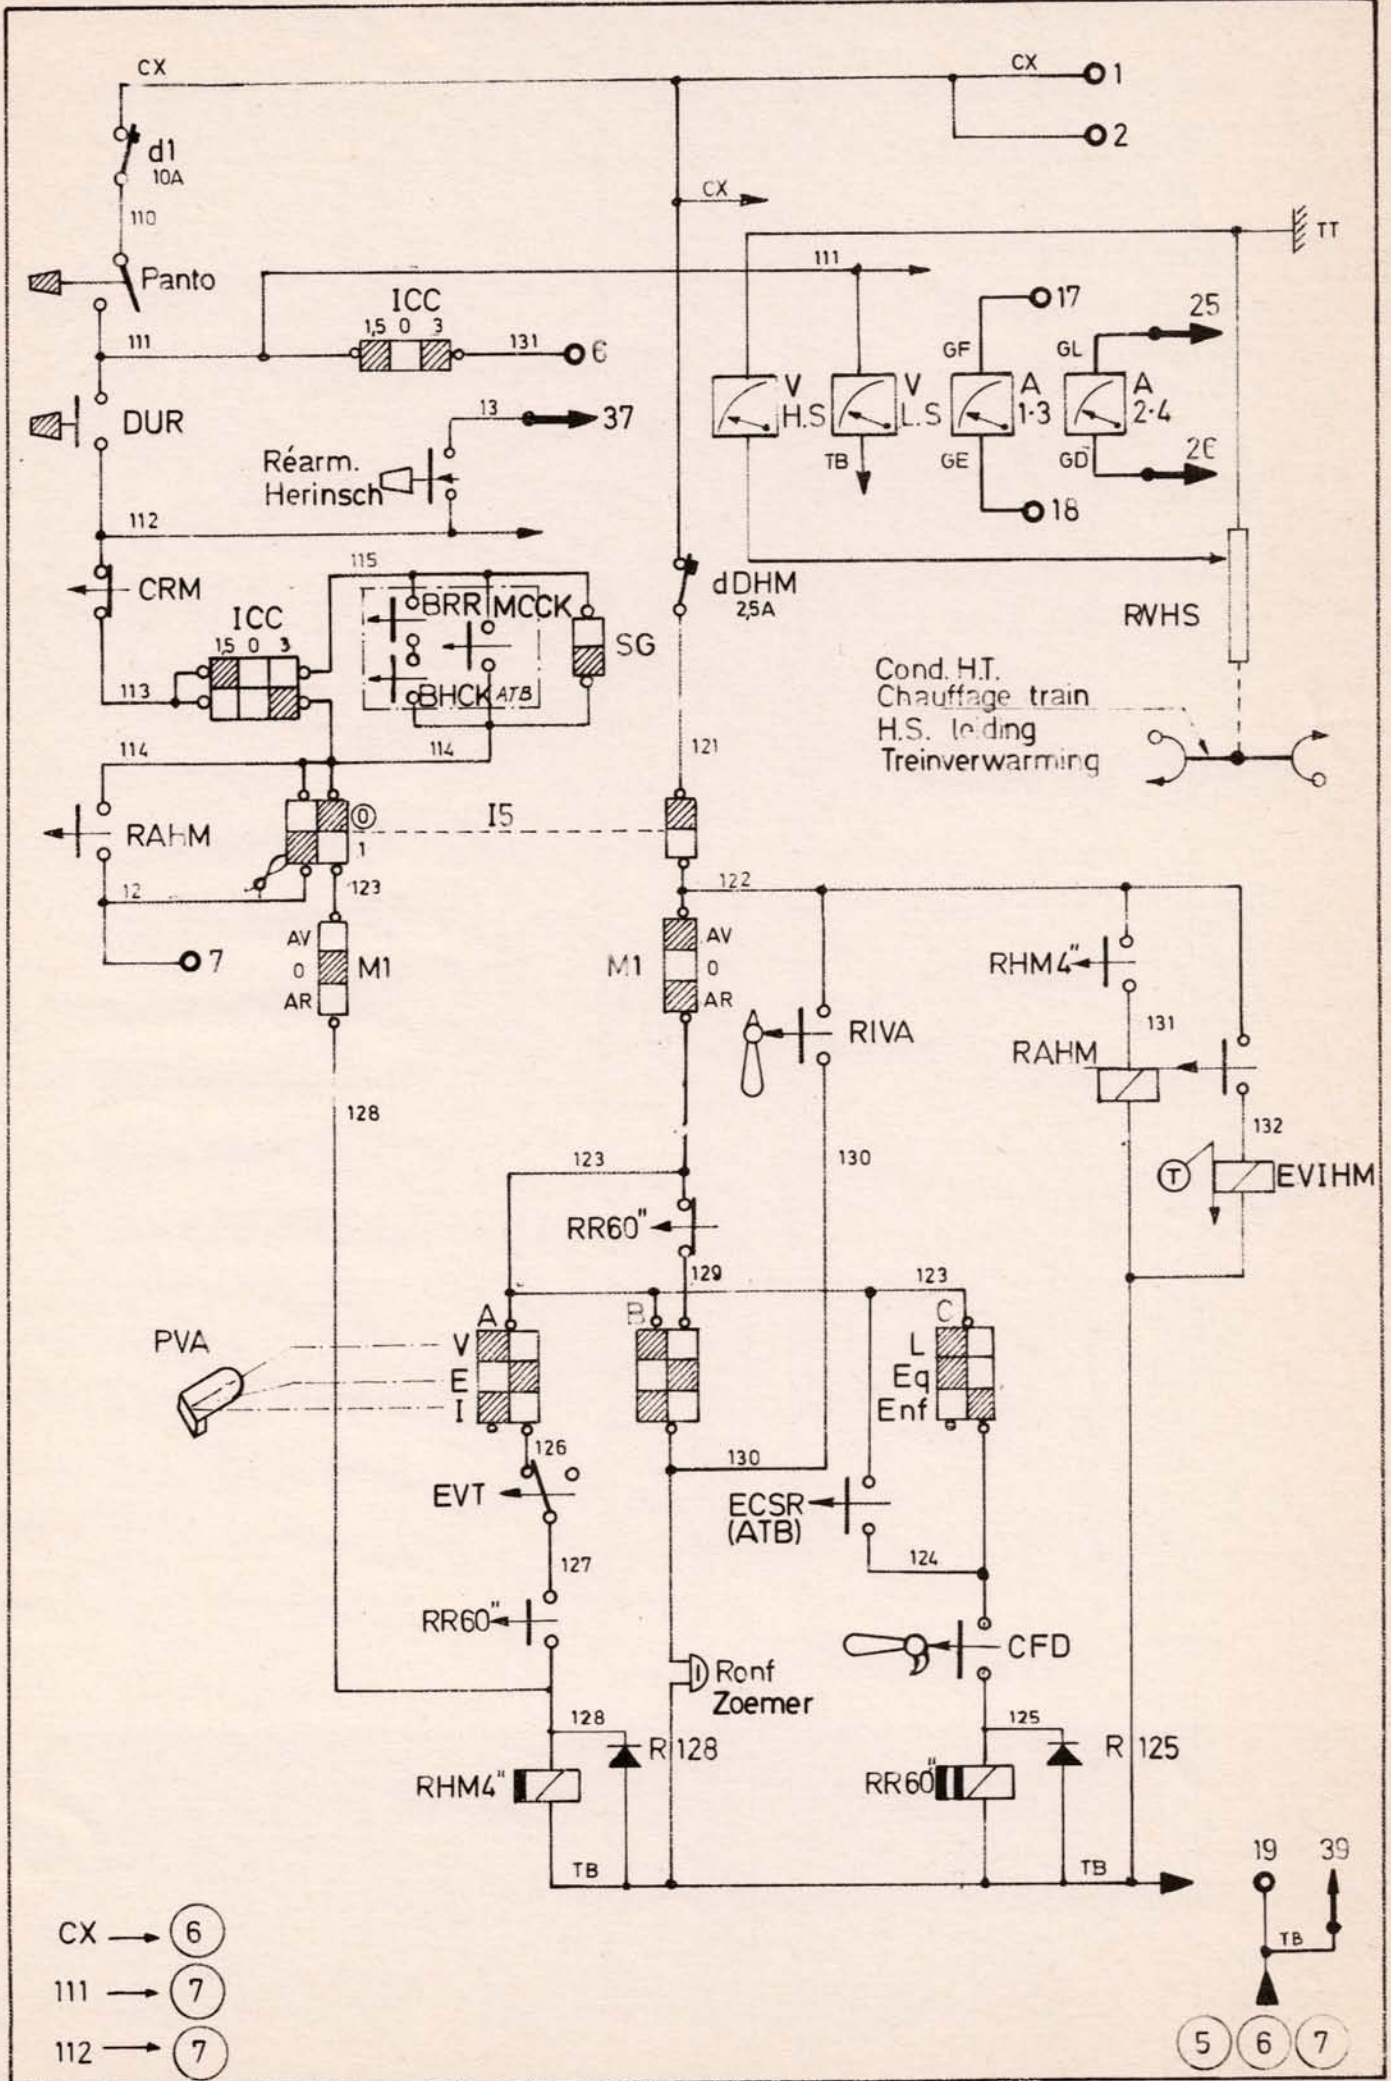 CX
CX
1
2
d1
10A
CX
110
TT
Panto
111
ICC
17
25
1,5 0 3
111
131
6
GF
GL
V
H.S
V
L.S
A
1·3
A
2·4
DUR
13
37
Réarm.
Herinsch
TB
GE
GD
26
18
112
115
CRM
BRR
MCCK
dDHM
2,5A
ICC
1,5 0 3
SG
RVHS
BHCK
ATB
113
Cond. H.T.
Chauffage train
H.S. leiding
Treinverwarming
114
114
121
RAHM
0
1
I5
12
123
122
7
AV
0
AR
M1
M1
AV
0
AR
RHM4"
RIVA
131
RAHM
128
132
123
130
T
EVIHM
RR60"
129
123
A
B
C
PVA
V
E
I
L
Eq
Enf
126
130
EVT
ECSR
(ATB)
127
124
RR60"
CFD
Ronf
Zoemer
128
125
R 128
R 125
RHM4"
RR60"
TB
TB
19
39
CX
6
TB
111
7
112
7
5
6
7